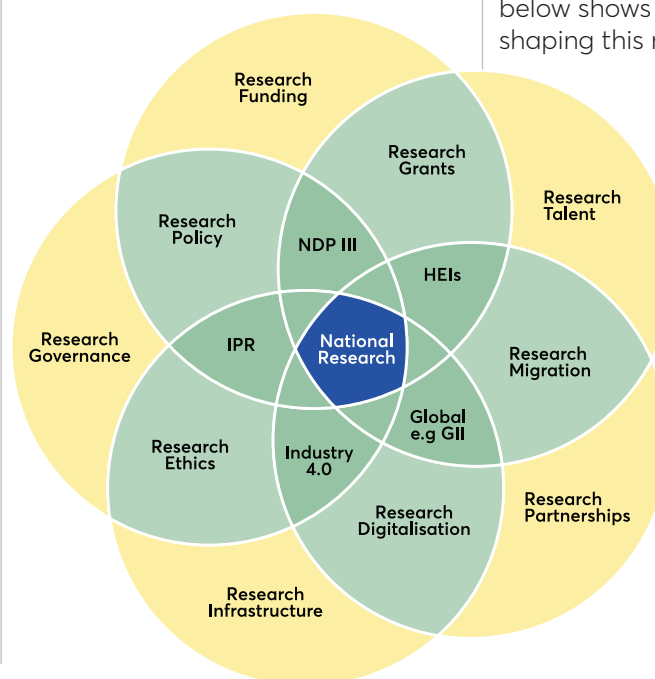 below shows
shaping this
Research
Funding
Research
Grants
Research
Talent
Research
Policy
NDP III
HEIs
Research
Governance
IPR
National
Research
Research
Migration
Research
Ethics
Industry
4.0
Global
e.g GII
Research
Digitalisation
Research
Partnerships
Research
Infrastructure